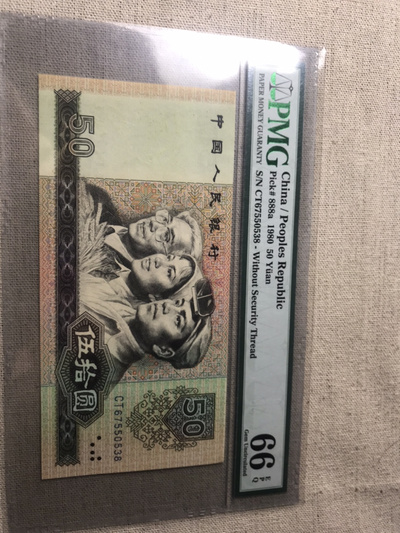 PMG
PAPER MONEY GUARANTY
China / Peoples Republic
Pick# 888a 1980 50 Yüan
S/N CT67550538 - Without Security Thread
66 EPQ
Gem Uncirculated
50
中国人民银行
伍拾圆
50
CT67550538